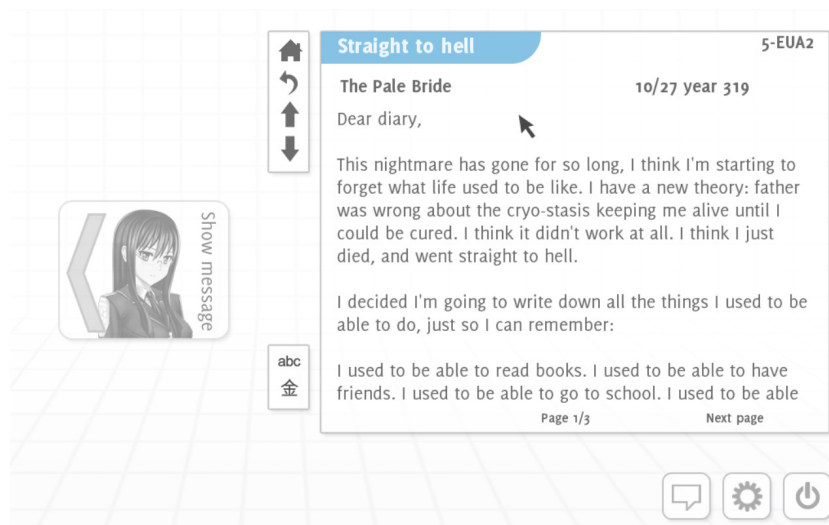 Straight to hell
5-EUA2
The Pale Bride
10/27 year 319
Dear diary,
This nightmare has gone for so long, I think I'm starting to
forget what life used to be like. I have a new theory: father
was wrong about the cryo-stasis keeping me alive until I
could be cured. I think it didn't work at all. I think I just
died, and went straight to hell.
I decided I'm going to write down all the things I used to be
able to do, just so I can remember:
I used to be able to read books. I used to be able to have
friends. I used to be able to go to school. I used to be able
Page 1/3
Next page
Show message
abc
金